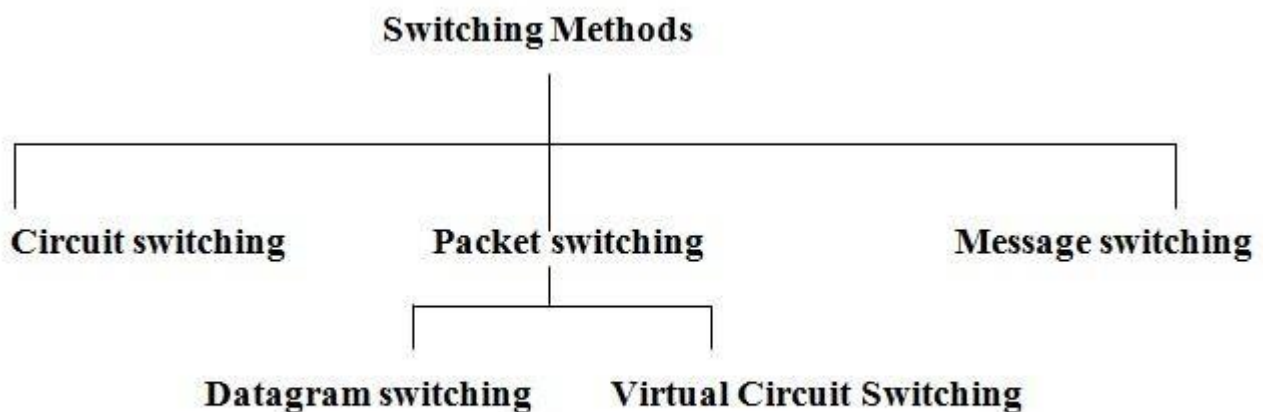 Switching Methods
Circuit switching
Packet switching
Message switching
Datagram switching
Virtual Circuit Switching